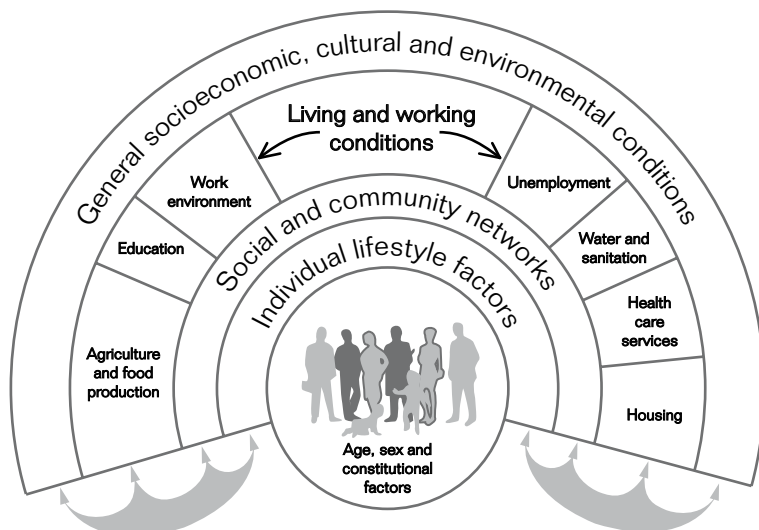 General socioeconomic, cultural and environmental conditions
Living and working
conditions
Work
environment
Unemployment
Education
Water and
sanitation
Agriculture
and food
production
Health
care
services
Housing
Social and community networks
Individual lifestyle factors
Age, sex and
constitutional
factors